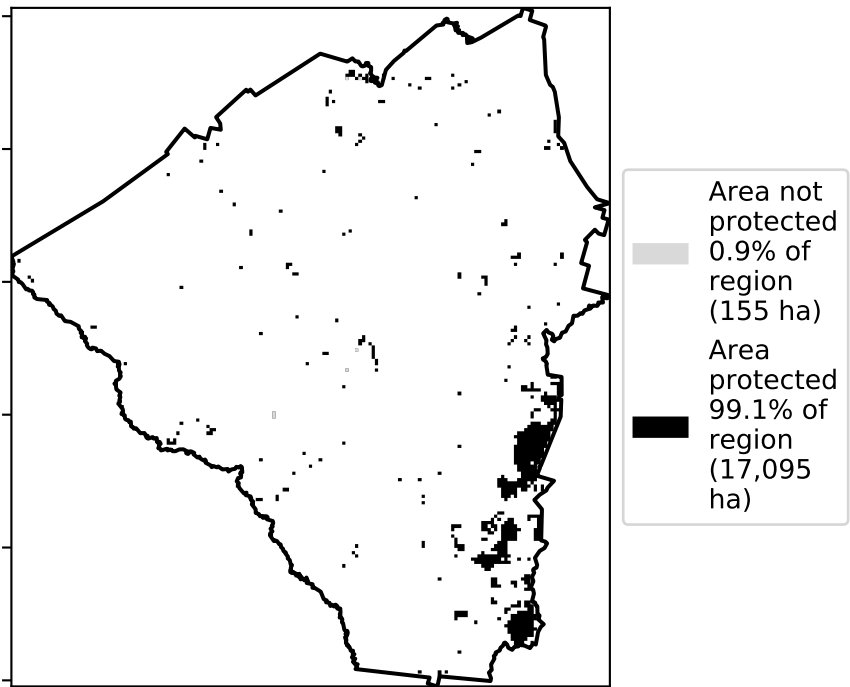 Area not
protected
0.9% of
region
(155 ha)
Area
protected
99.1% of
region
(17,095
ha)